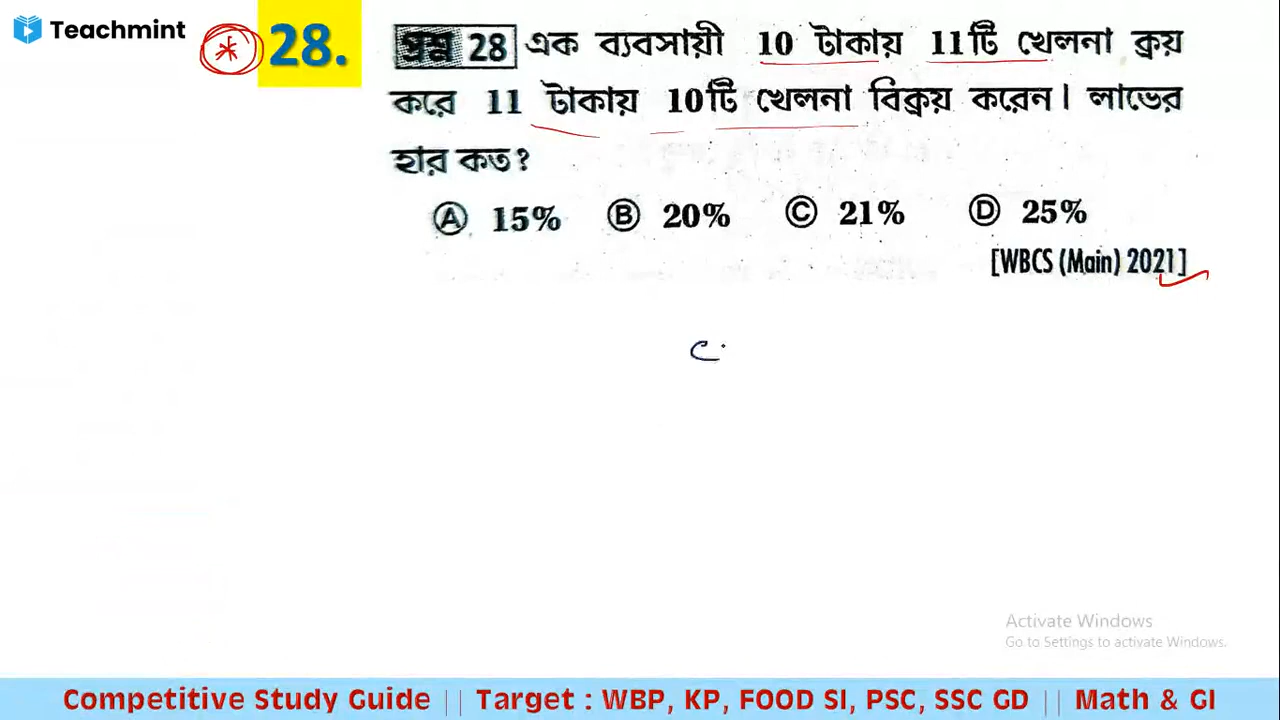 Teachmint
28.
প্রশ্ন 28 এক ব্যবসায়ী 10 টাকায় 11টি খেলনা ক্রয়
করে 11 টাকায় 10টি খেলনা বিক্রয় করেন। লাভের
হার কত?
Ⓐ 15% Ⓑ 20% Ⓒ 21% Ⓓ 25%
[WBCS (Main) 2021]
Activate Windows
Go to Settings to activate Windows.
Competitive Study Guide || Target : WBP, KP, FOOD SI, PSC, SSC GD || Math & GI